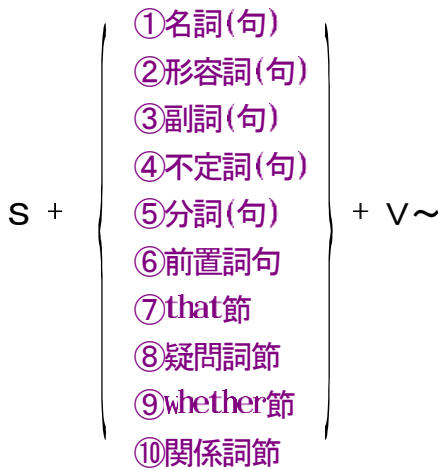 ①名詞(句)
②形容詞(句)
③副詞(句)
④不定詞(句)
S + ⑤分詞(句) + V～
⑥前置詞句
⑦that節
⑧疑問詞節
⑨whether節
⑩関係詞節